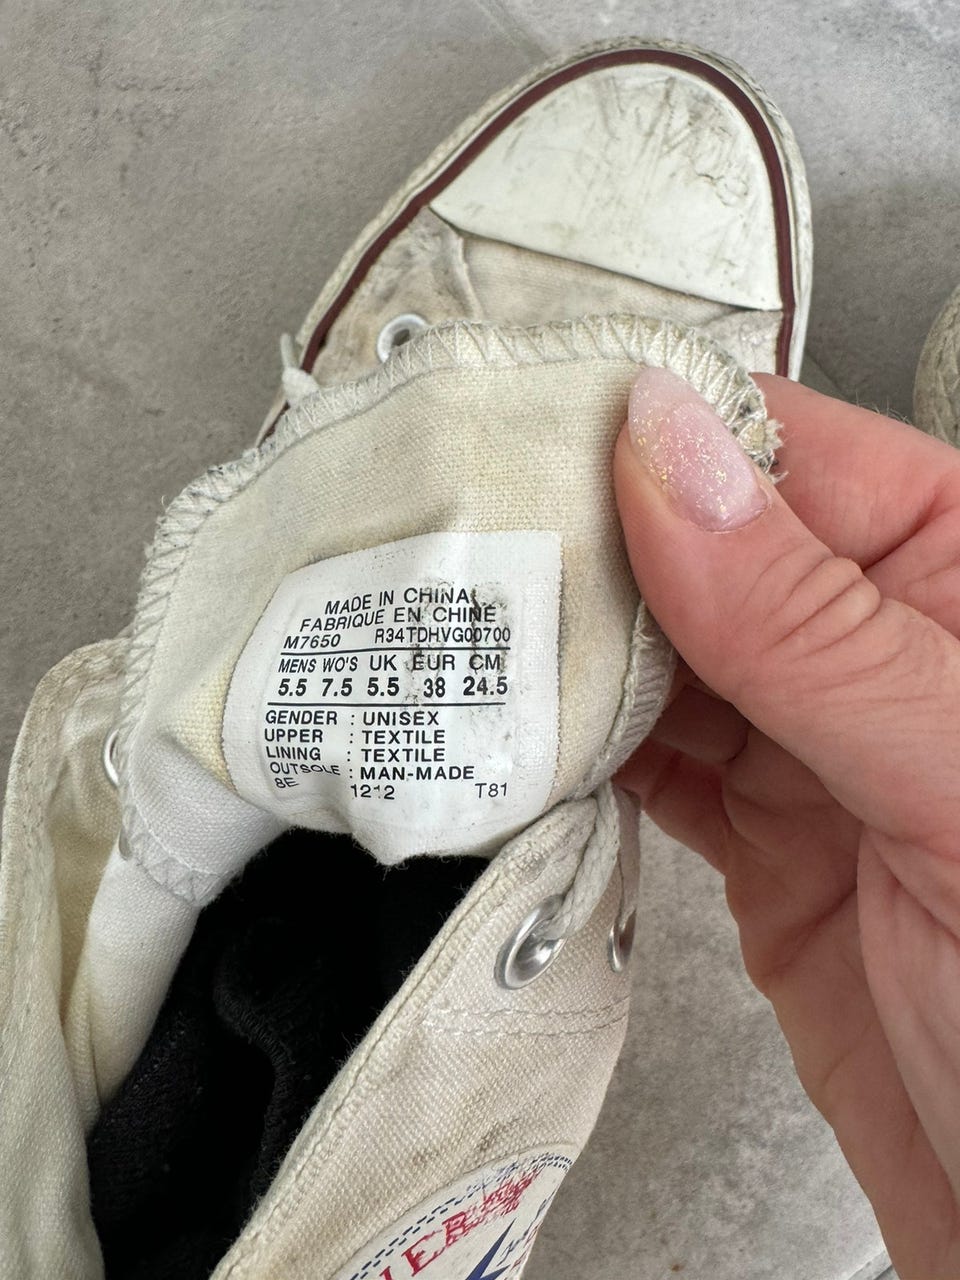 MADE IN CHINA
FABRIQUE EN CHINE
M7650 R34TDHVG00700
MENS WO'S UK EUR CM
5.5 7.5 5.5 38 24.5
GENDER : UNISEX
UPPER : TEXTILE
LINING : TEXTILE
OUTSOLE : MAN-MADE
8E 1212 T81